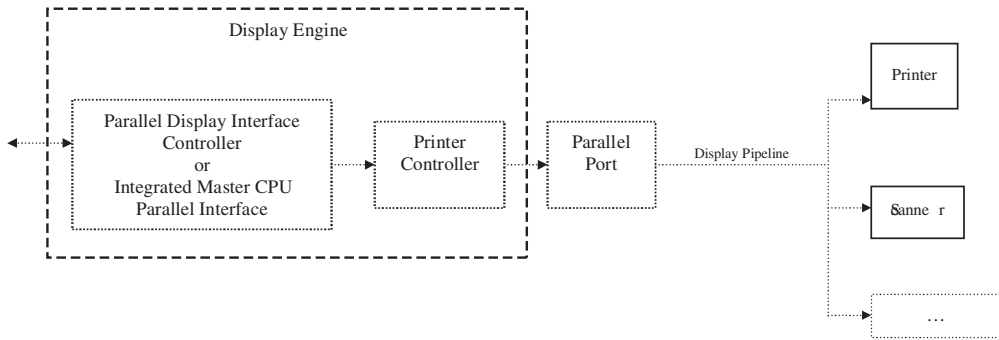 Display Engine
Parallel Display Interface
Controller
or
Integrated Master CPU
Parallel Interface
Printer
Controller
Parallel
Port
Display Pipeline
Printer
Scanner
…